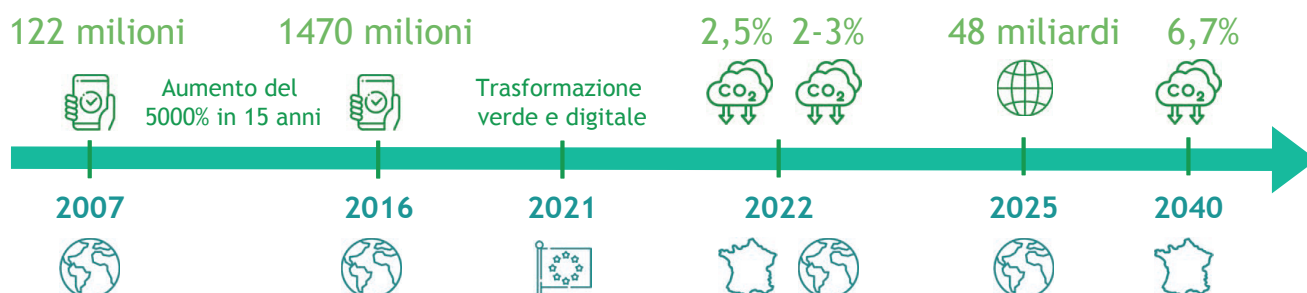 122 milioni
1470 milioni
2,5%
2-3%
48 miliardi
6,7%
Aumento del
5000% in 15 anni
Trasformazione
verde e digitale
CO2
CO2
CO2
2007
2016
2021
2022
2025
2040